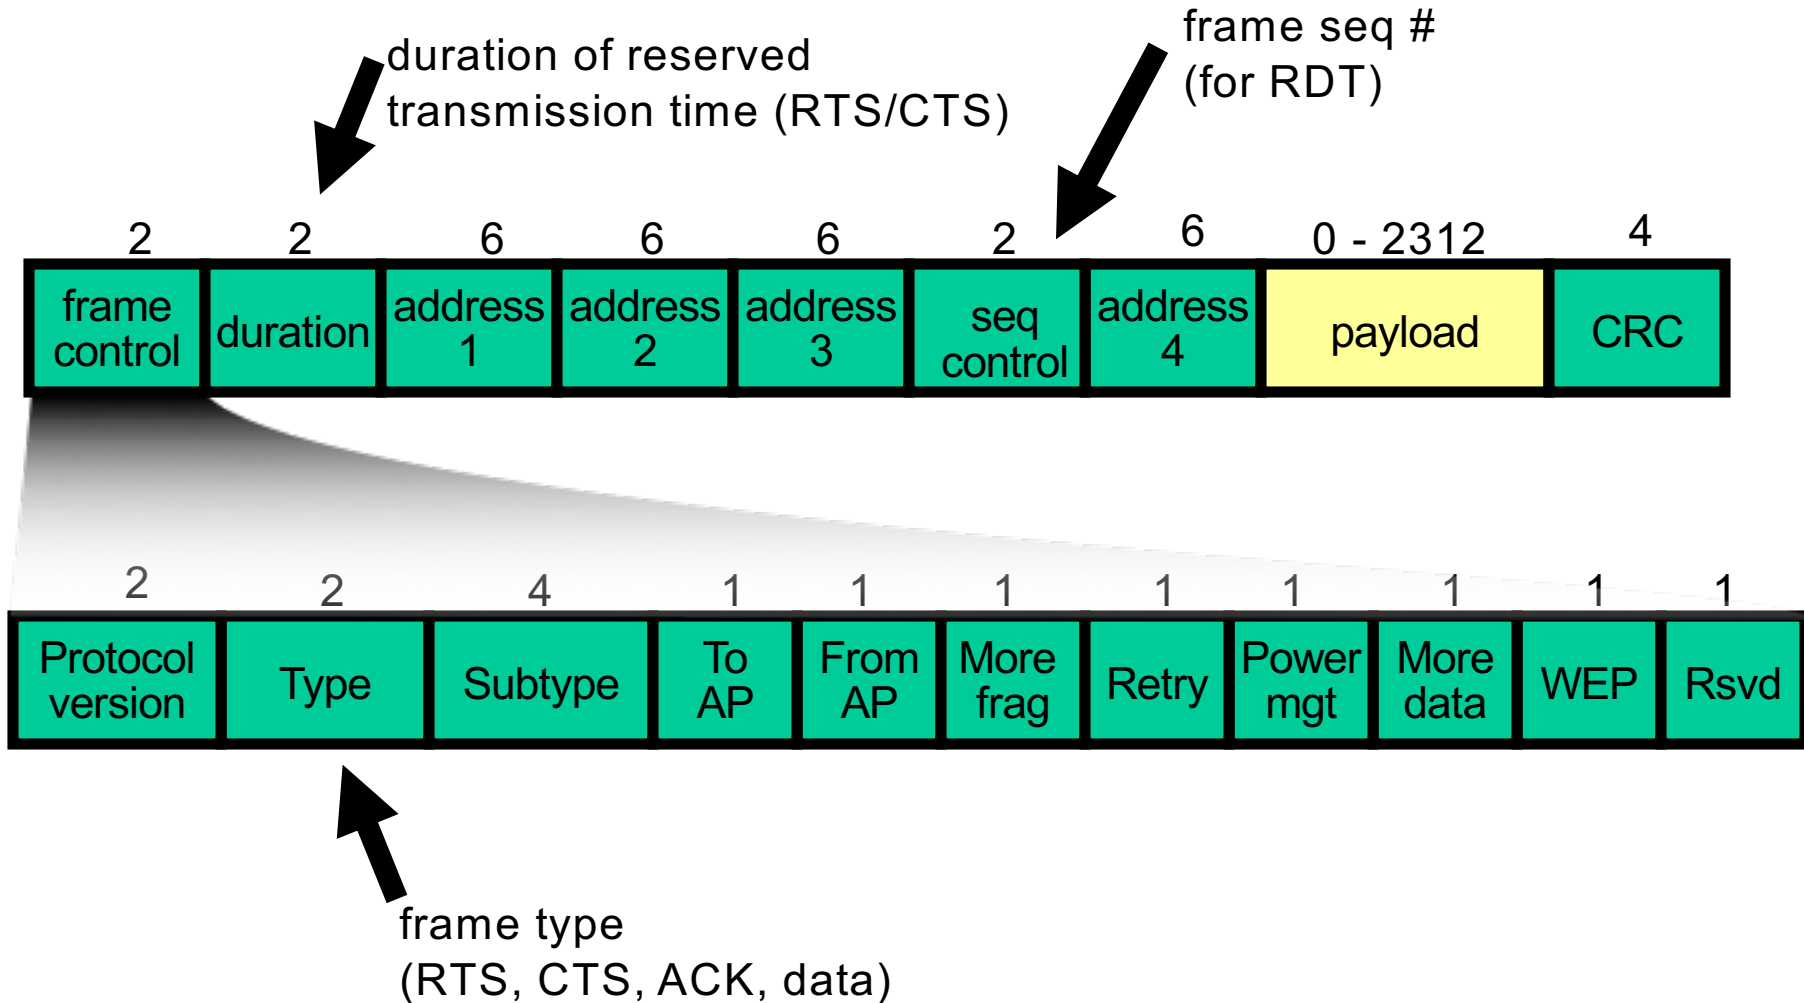 frame seq #
(for RDT)
duration of reserved
transmission time (RTS/CTS)
2 2 6 6 6 2 6 0 - 2312 4
frame
control
duration
address
1
address
2
address
3
seq
control
address
4
payload
CRC
2 2 4 1 1 1 1 1 1 1 1
Protocol
version
Type
Subtype
To
AP
From
AP
More
frag
Retry
Power
mgt
More
data
WEP
Rsvd
frame type
(RTS, CTS, ACK, data)